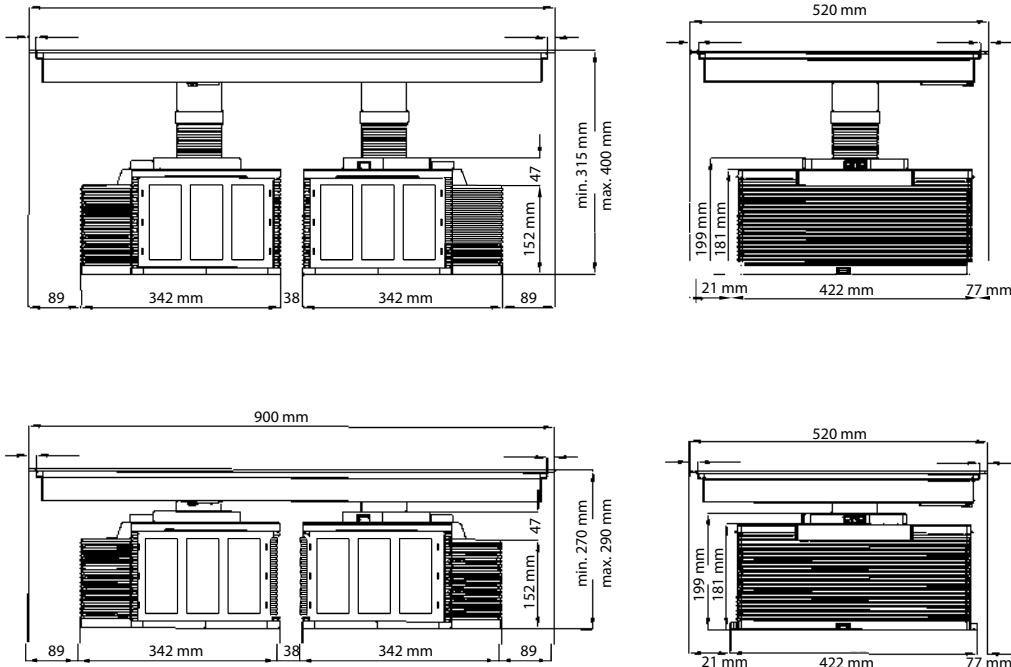 520 mm
47
152 mm
min. 315 mm
max. 400 mm
199 mm
181 mm
89
342 mm
38
342 mm
89
21 mm
422 mm
77 mm
900 mm
520 mm
47
152 mm
min. 270 mm
max. 290 mm
199 mm
181 mm
89
342 mm
38
342 mm
89
21 mm
422 mm
77 mm